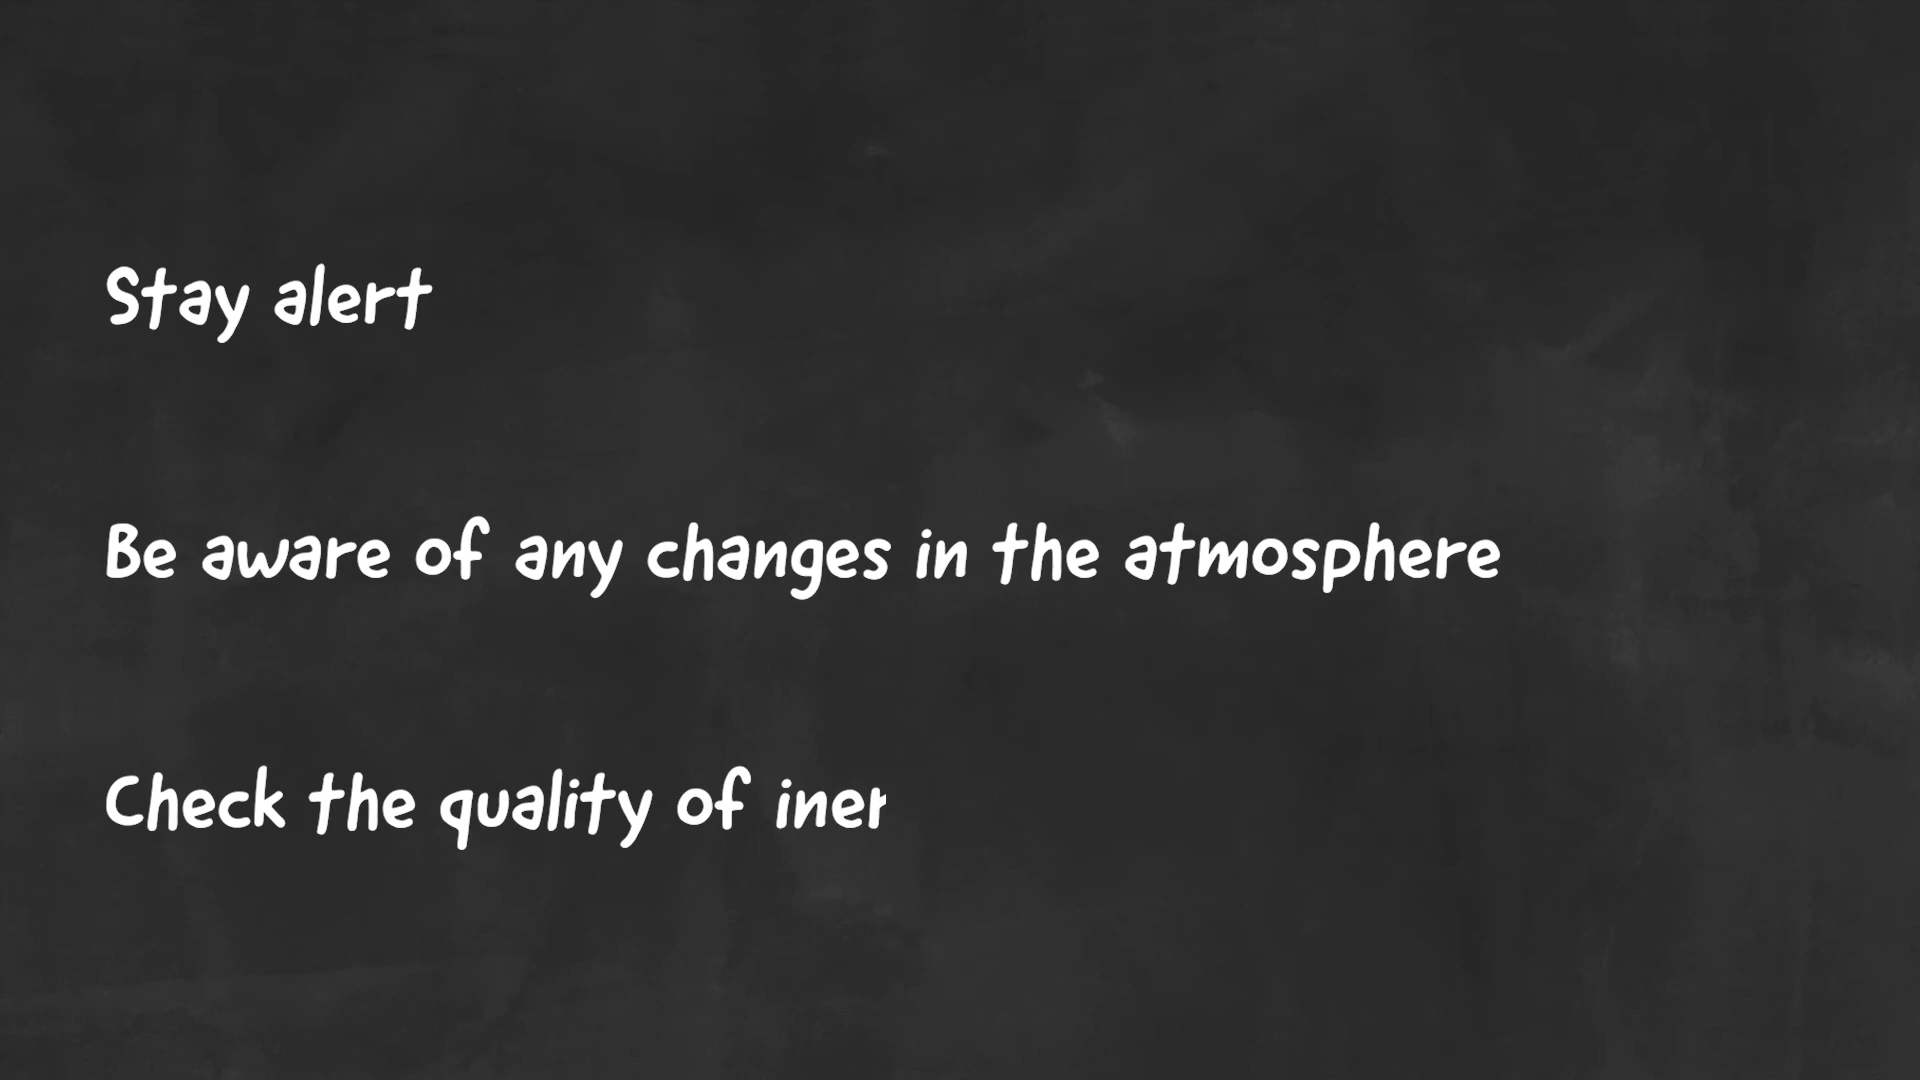 Stay alert
Be aware of any changes in the atmosphere
Check the quality of iner